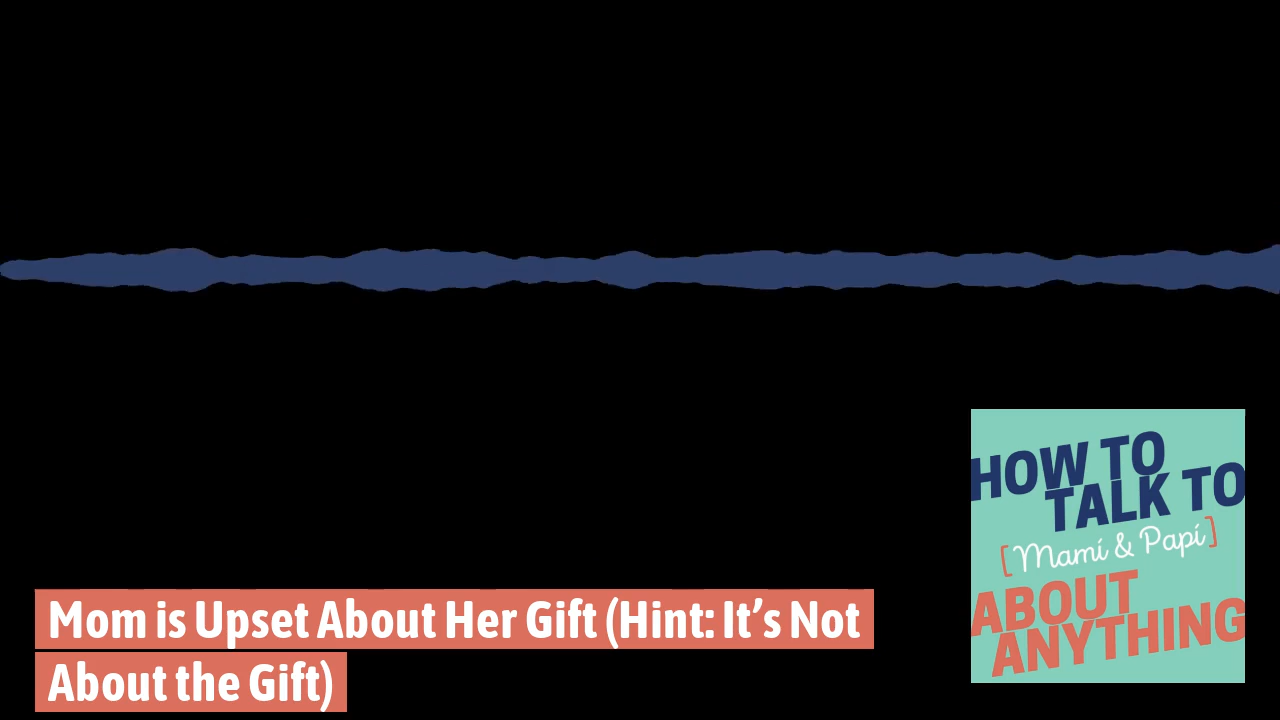 HOW TO
TALK TO
[Mamí & Papí]
ABOUT
ANYTHING
Mom is Upset About Her Gift (Hint: It’s Not
About the Gift)